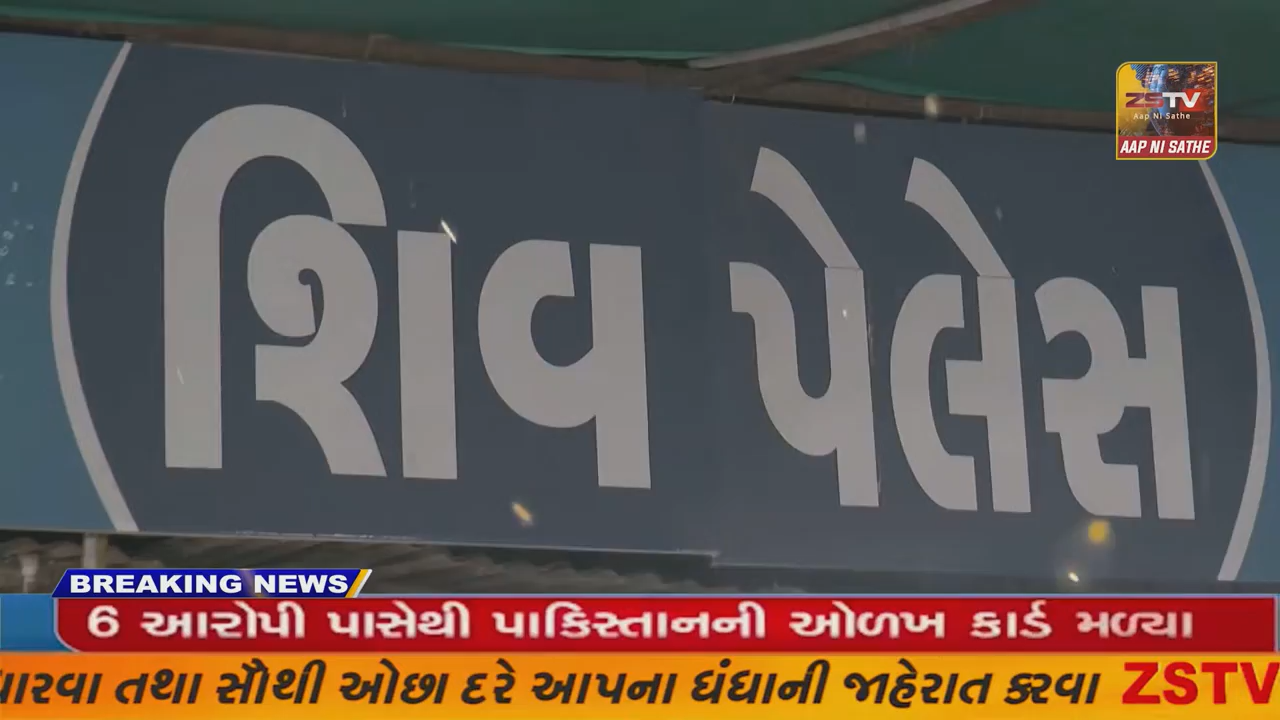 ZSTV
Aap Ni Sathe
AAP NI SATHE
શિવ પેલેસ
BREAKING NEWS
6 આરોપી પાસેથી પાકિસ્તાનની ઓળખ કાર્ડ મળ્યા
તથા સૌથી ઓછા દરે આપના ધંધાની જાહેરાત કરવા ZSTV